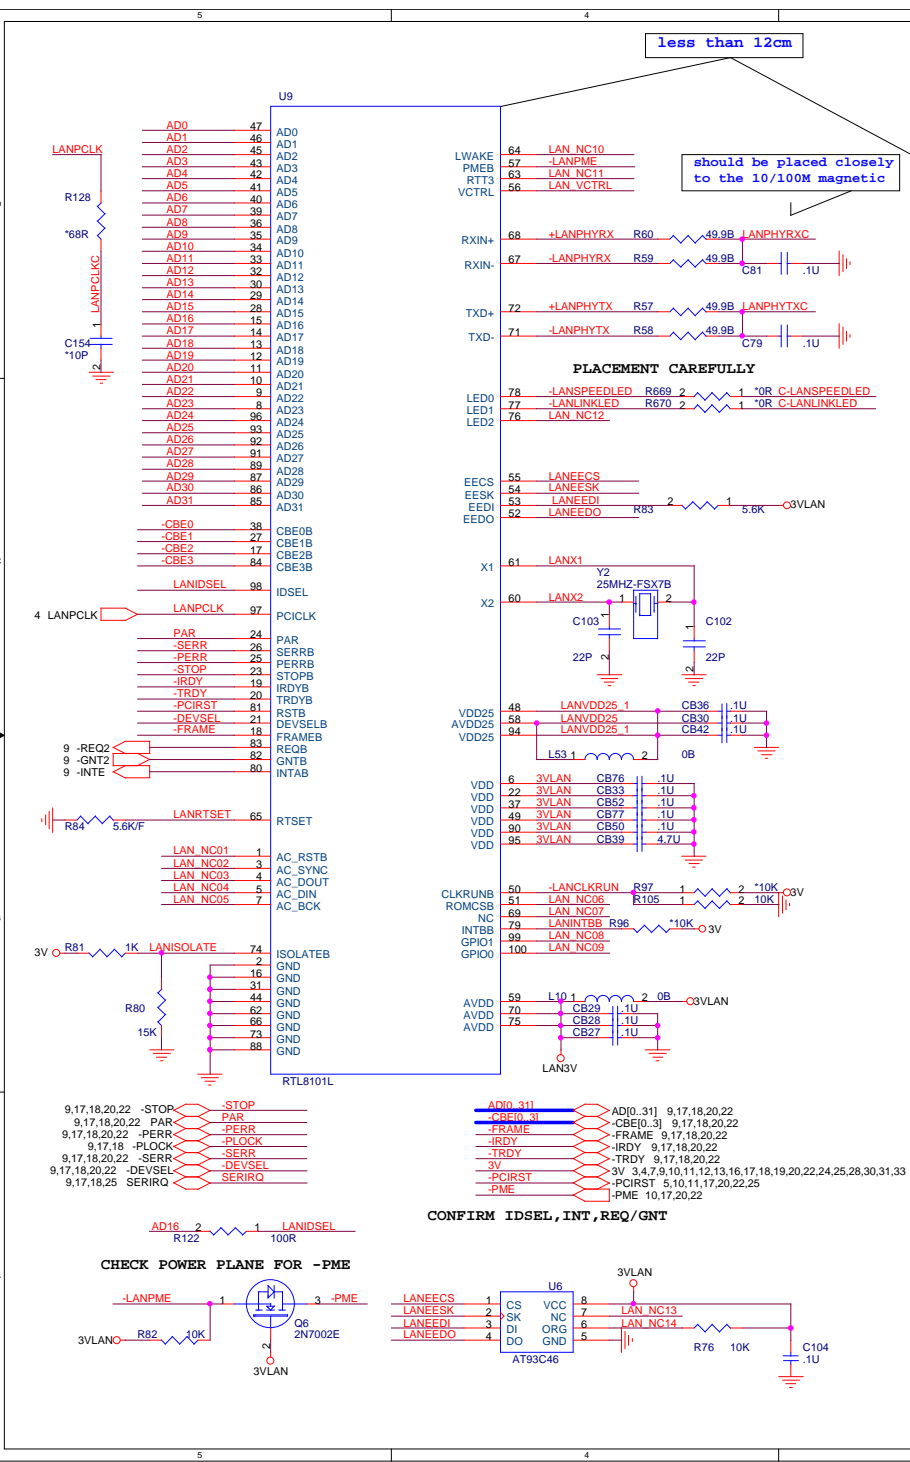 5 4
less than 12cm
U9
should be placed closely
to the 10/100M magnetic
LANPCLK
R128
*68R
LANPCLKC
1
C154
*10P
2
AD0 47 AD0
AD1 46 AD1
AD2 45 AD2
AD3 43 AD3
AD4 42 AD4
AD5 41 AD5
AD6 40 AD6
AD7 39 AD7
AD8 36 AD8
AD9 35 AD9
AD10 34 AD10
AD11 33 AD11
AD12 32 AD12
AD13 30 AD13
AD14 29 AD14
AD15 28 AD15
AD16 15 AD16
AD17 14 AD17
AD18 13 AD18
AD19 12 AD19
AD20 11 AD20
AD21 10 AD21
AD22 9 AD22
AD23 8 AD23
AD24 96 AD24
AD25 93 AD25
AD26 92 AD26
AD27 91 AD27
AD28 89 AD28
AD29 87 AD29
AD30 86 AD30
AD31 85 AD31
-CBE0 38 CBE0B
-CBE1 27 CBE1B
-CBE2 17 CBE2B
-CBE3 84 CBE3B
LANIDSEL 98 IDSEL
4 LANPCLK LANPCLK 97 PCICLK
PAR 24 PAR
-SERR 26 SERRB
-PERR 25 PERRB
-STOP 23 STOPB
-IRDY 19 IRDYB
-TRDY 20 TRDYB
-PCIRST 81 RSTB
-DEVSEL 21 DEVSELB
-FRAME 18 FRAMEB
9 -REQ2 83 REQB
9 -GNT2 82 GNTB
9 -INTE 80 INTAB
R84 5.6K/F LANRTSET 65 RTSET
LAN_NC01 1 AC_RSTB
LAN_NC02 3 AC_SYNC
LAN_NC03 4 AC_DOUT
LAN_NC04 5 AC_DIN
LAN_NC05 7 AC_BCK
3V R81 1K LANISOLATE 74 ISOLATEB
R80
15K
2 GND
16 GND
31 GND
44 GND
62 GND
66 GND
73 GND
88 GND
RTL8101L
LWAKE 64 LAN_NC10
PMEB 57 -LANPME
RTT3 63 LAN_NC11
VCTRL 56 LAN_VCTRL
RXIN+ 68 +LANPHYRX R60 49.9B LANPHYRXC
RXIN- 67 -LANPHYRX R59 49.9B
C81 .1U
TXD+ 72 +LANPHYTX R57 49.9B LANPHYTXC
TXD- 71 -LANPHYTX R58 49.9B
C79 .1U
PLACEMENT CAREFULLY
LED0 78 -LANSPEEDLED R669 2 1 *0R C-LANSPEEDLED
LED1 77 -LANLINKLED R670 2 1 *0R C-LANLINKLED
LED2 76 LAN_NC12
EECS 55 LANEECS
EESK 54 LANEESK
EEDI 53 LANEEDI
EEDO 52 LANEEDO
R83 2 1 5.6K 3VLAN
X1 61 LANX1
Y2
25MHZ-FSX7B
X2 60 LANX2 1 2
C103 1 2 22P
C102 1 2 22P
VDD25 48 LANVDD25_1 CB36 .1U
AVDD25 58 LANVDD25 CB30 .1U
VDD25 94 LANVDD25_1 CB42 .1U
L53 1 2 0B
VDD 6 3VLAN CB76 .1U
VDD 22 3VLAN CB33 .1U
VDD 37 3VLAN CB52 .1U
VDD 49 3VLAN CB77 .1U
VDD 90 3VLAN CB50 .1U
VDD 95 3VLAN CB39 4.7U
CLKRUNB 50 -LANCLKRUN R97 1 2 *10K 3V
ROMCSB 51 LAN_NC06 R105 1 2 10K
NC 69 LAN_NC07
INTBB 79 LANINTBB R96 *10K 3V
GPIO1 99 LAN_NC08
GPIO0 100 LAN_NC09
AVDD 59 L10 1 2 0B 3VLAN
AVDD 70 CB29 .1U
AVDD 75 CB28 .1U
CB27 .1U
LAN3V
9,17,18,20,22 -STOP -STOP
9,17,18,20,22 PAR PAR
9,17,18,20,22 -PERR -PERR
9,17,18 -PLOCK -PLOCK
9,17,18,20,22 -SERR -SERR
9,17,18,20,22 -DEVSEL -DEVSEL
9,17,18,25 SERIRQ SERIRQ
AD[0..31] AD[0..31] 9,17,18,20,22
-CBE[0..3] -CBE[0..3] 9,17,18,20,22
-FRAME -FRAME 9,17,18,20,22
-IRDY -IRDY 9,17,18,20,22
-TRDY -TRDY 9,17,18,20,22
3V 3V 3,4,7,9,10,11,12,13,16,17,18,19,20,22,24,25,28,30,31,33
-PCIRST -PCIRST 5,10,11,17,20,22,25
-PME -PME 10,17,20,22
CONFIRM IDSEL,INT,REQ/GNT
AD16 2 1 LANIDSEL
R122 100R
CHECK POWER PLANE FOR -PME
-LANPME 1 3 -PME
Q6
2N7002E
2
3VLAN R82 10K
3VLAN
U6
3VLAN
LANEECS 1 CS VCC 8
LANEESK 2 SK NC 7 LAN_NC13
LANEEDI 3 DI ORG 6 LAN_NC14
LANEEDO 4 DO GND 5
AT93C46
R76 10K
C104
.1U
5 4